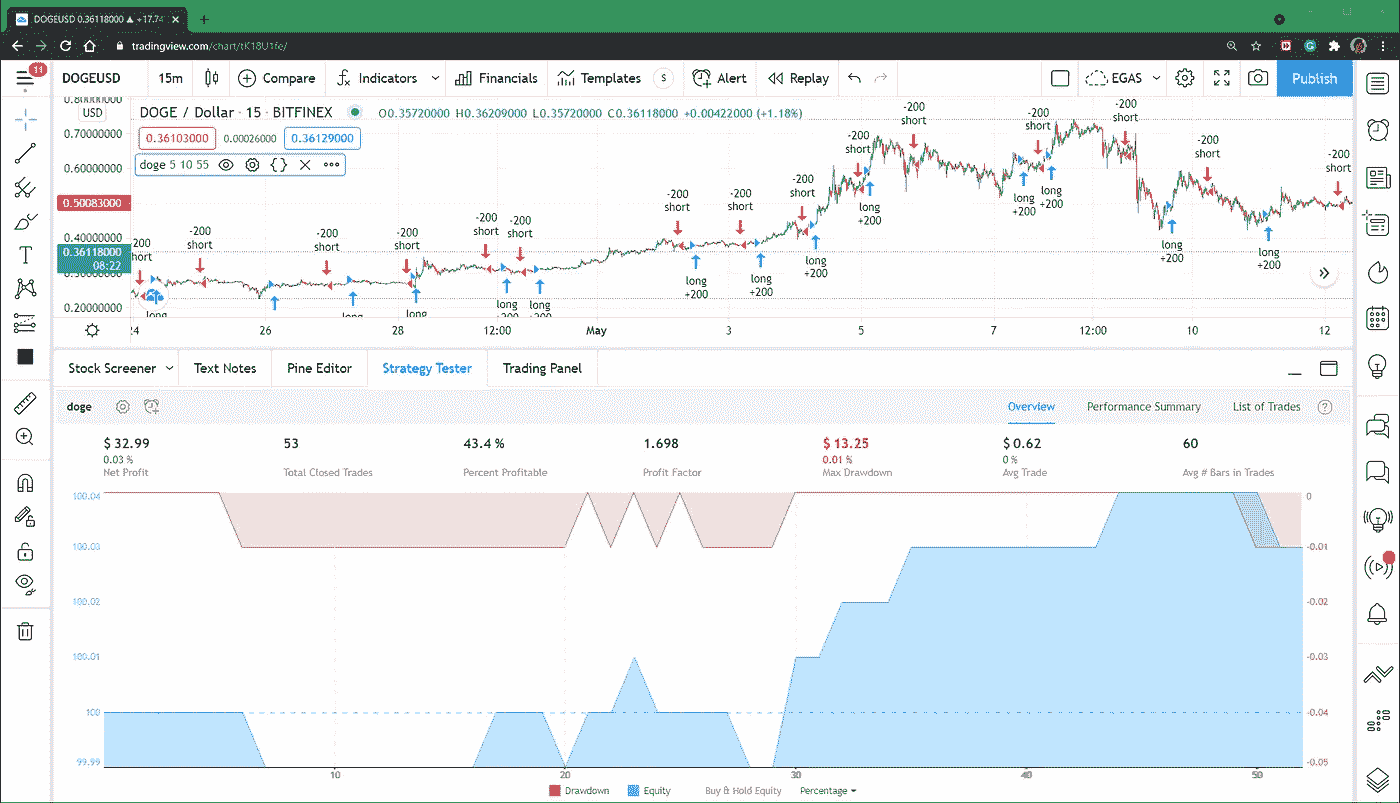 DOGEUSD 0.36118000 ▲ +17.74
tradingview.com/chart/tK18U1fe/
11
DOGEUSD 15m Compare Indicators Financials Templates S Alert Replay EGAS Publish
USD
DOGE / Dollar · 15 · BITFINEX O0.35720000 H0.36209000 L0.35720000 C0.36118000 +0.00422000 (+1.18%)
0.36103000 0.00026000 0.36129000
doge 5 10 55
0.70000000
0.60000000
0.50083000
0.40000000
0.36118000
08:22
0.20000000
-200
short
-200
short
-200
short
-200
short
-200
short
-200
short
-200
short
-200
short
-200
short
-200
short
-200
short
-200
short
-200
short
-200
short
long
long
long
long
long
+200
long
+200
long
+200
long
+200
long
+200
long
+200
long
+200
long
+200
long
+200
24 26 28 12:00 May 3 5 7 12:00 10 12
Stock Screener Text Notes Pine Editor Strategy Tester Trading Panel
doge Overview Performance Summary List of Trades ?
$ 32.99 53 43.4 % 1.698 $ 13.25 $ 0.62 60
0.03 % 0.01 % 0 %
Net Profit Total Closed Trades Percent Profitable Profit Factor Max Drawdown Avg Trade Avg # Bars in Trades
100.04 0
100.03 -0.01
100.02 -0.02
100.01 -0.03
100 -0.04
99.99 -0.05
10 20 30 40 50
Drawdown Equity Buy & Hold Equity Percentage